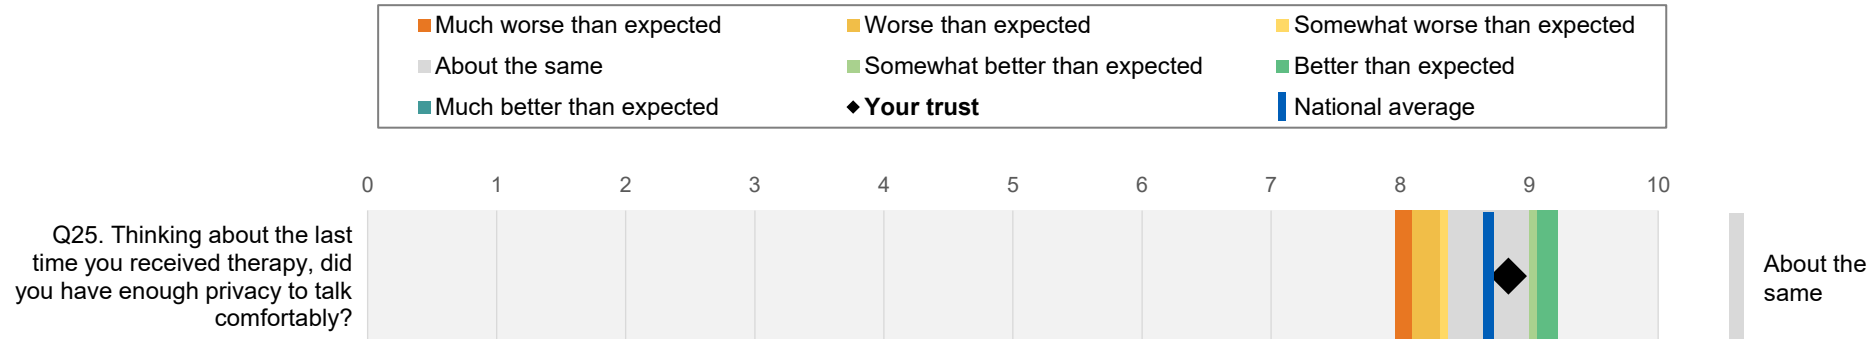 Much worse than expected
Worse than expected
Somewhat worse than expected
About the same
Somewhat better than expected
Better than expected
Much better than expected
Your trust
National average
0 1 2 3 4 5 6 7 8 9 10
Q25. Thinking about the last
time you received therapy, did
you have enough privacy to talk
comfortably?
About the
same